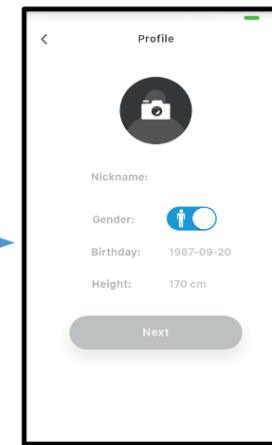 Profile
Nickname:
Gender:
Birthday: 1987-09-20
Height: 170 cm
Next